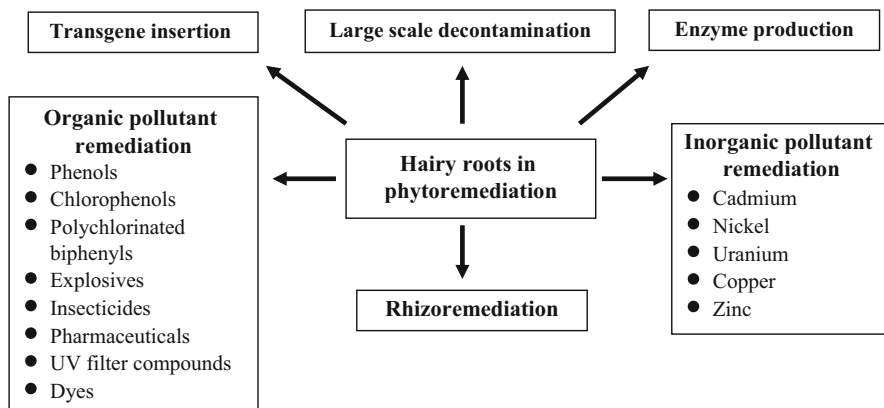 Transgene insertion
Large scale decontamination
Enzyme production
Organic pollutant
remediation
● Phenols
● Chlorophenols
● Polychlorinated
biphenyls
● Explosives
● Insecticides
● Pharmaceuticals
● UV filter compounds
● Dyes
Hairy roots in
phytoremediation
Inorganic pollutant
remediation
● Cadmium
● Nickel
● Uranium
● Copper
● Zinc
Rhizoremediation